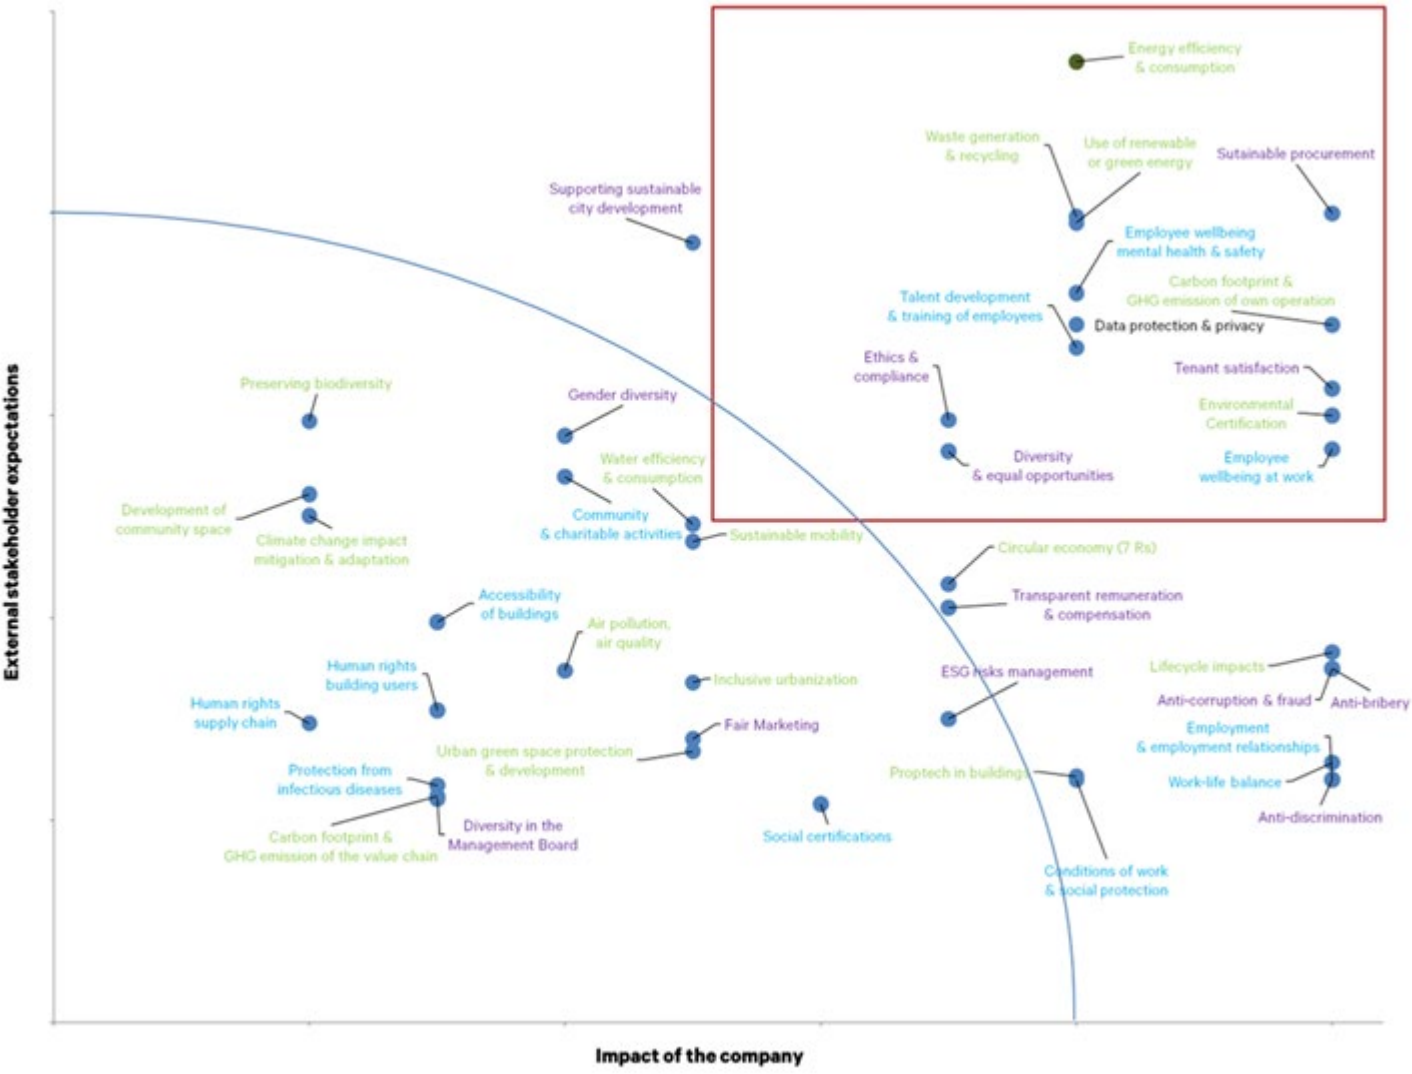 Energy efficiency
& consumption
Waste generation
& recycling
Use of renewable
or green energy
Sutainable procurement
Supporting sustainable
city development
Employee wellbeing
mental health & safety
Carbon footprint &
GHG emission of own operation
Talent development
& training of employees
Data protection & privacy
Ethics &
compliance
Tenant satisfaction
Preserving biodiversity
Gender diversity
Environmental
Certification
Water efficiency
& consumption
Diversity
& equal opportunities
Employee
wellbeing at work
Development of
community space
Community
& charitable activities
Sustainable mobility
Climate change impact
mitigation & adaptation
Circular economy (7 Rs)
Accessibility
of buildings
Transparent remuneration
& compensation
Air pollution,
air quality
Human rights
building users
Inclusive urbanization
ESG risks management
Lifecycle impacts
Anti-corruption & fraud
Anti-bribery
Human rights
supply chain
Fair Marketing
Employment
& employment relationships
Urban green space protection
& development
Protection from
infectious diseases
Proptech in buildings
Work-life balance
Anti-discrimination
Carbon footprint &
GHG emission of the value chain
Diversity in the
Management Board
Social certifications
Conditions of work
& social protection
External stakeholder expectations
Impact of the company